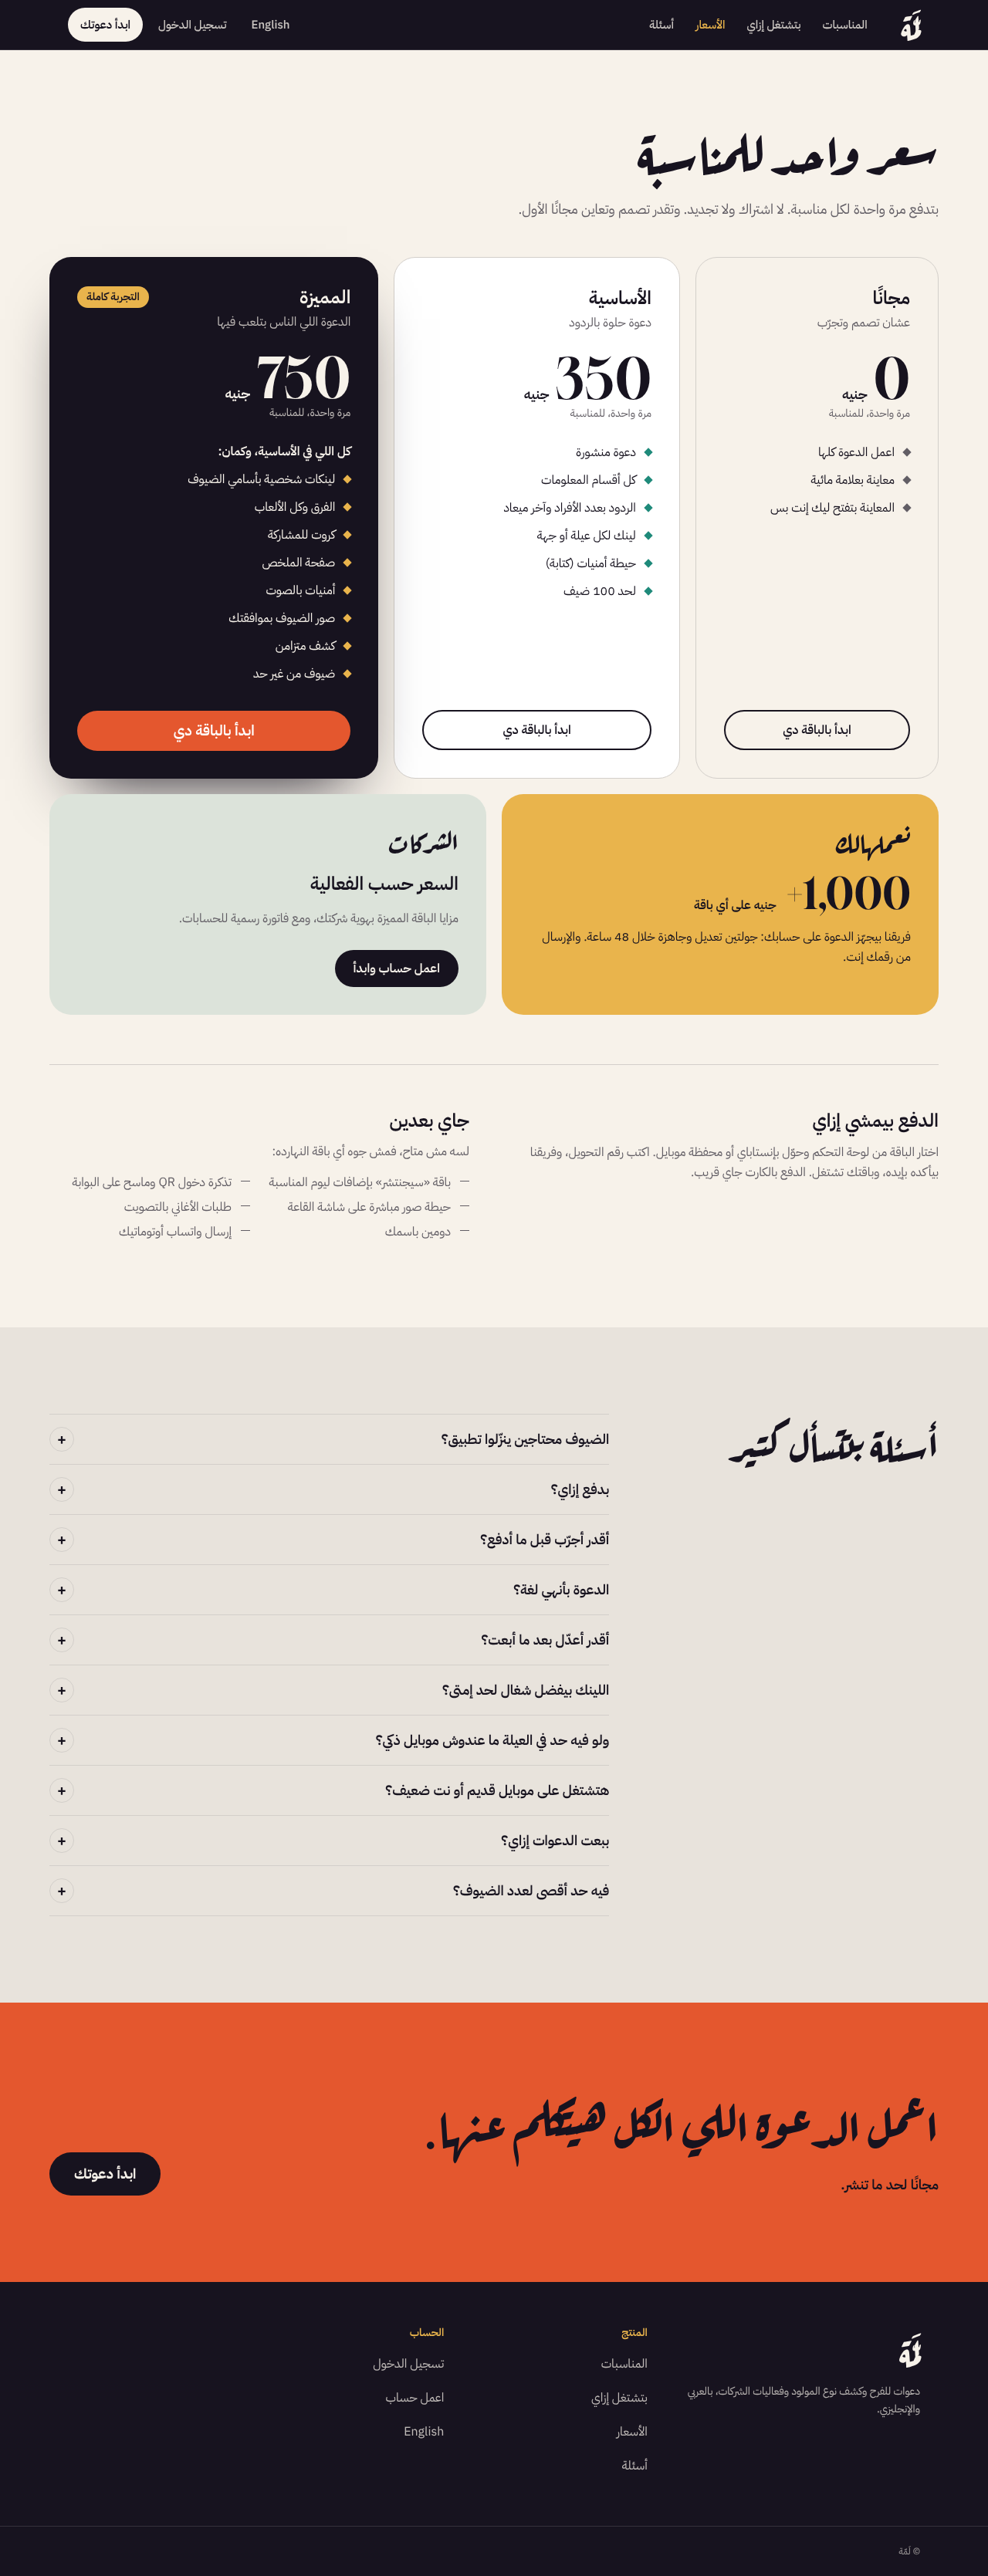 لَمّة
المناسبات
بتشتغل إزاي
الأسعار
أسئلة
English
تسجيل الدخول
ابدأ دعوتك
سعر واحد للمناسبة
بتدفع مرة واحدة لكل مناسبة. لا اشتراك ولا تجديد. وتقدر تصمم وتعاين مجانًا الأول.
مجانًا
عشان تصمم وتجرّب
0 جنيه
مرة واحدة، للمناسبة
اعمل الدعوة كلها
معاينة بعلامة مائية
المعاينة بتفتح ليك إنت بس
ابدأ بالباقة دي
الأساسية
دعوة حلوة بالردود
350 جنيه
مرة واحدة، للمناسبة
دعوة منشورة
كل أقسام المعلومات
الردود بعدد الأفراد وآخر ميعاد
لينك لكل عيلة أو جهة
حيطة أمنيات (كتابة)
لحد 100 ضيف
ابدأ بالباقة دي
المميزة
التجربة كاملة
الدعوة اللي الناس بتلعب فيها
750 جنيه
مرة واحدة، للمناسبة
كل اللي في الأساسية، وكمان:
لينكات شخصية بأسامي الضيوف
الفرق وكل الألعاب
كروت للمشاركة
صفحة الملخص
أمنيات بالصوت
صور الضيوف بموافقتك
كشف متزامن
ضيوف من غير حد
ابدأ بالباقة دي
نعملهالك
1,000+ جنيه على أي باقة
فريقنا بيجهّز الدعوة على حسابك: جولتين تعديل وجاهزة خلال 48 ساعة. والإرسال
من رقمك إنت.
الشركات
السعر حسب الفعالية
مزايا الباقة المميزة بهوية شركتك، ومع فاتورة رسمية للحسابات.
اعمل حساب وابدأ
الدفع بيمشي إزاي
اختار الباقة من لوحة التحكم وحوّل بإنستاباي أو محفظة موبايل. اكتب رقم التحويل، وفريقنا
بيأكده بإيده، وباقتك تشتغل. الدفع بالكارت جاي قريب.
جاي بعدين
لسه مش متاح، فمش جوه أي باقة النهارده:
— باقة «سيجنتشر» بإضافات ليوم المناسبة
— تذكرة دخول QR وماسح على البوابة
— حيطة صور مباشرة على شاشة القاعة
— طلبات الأغاني بالتصويت
— دومين باسمك
— إرسال واتساب أوتوماتيك
أسئلة بتتسأل كتير
الضيوف محتاجين ينزّلوا تطبيق؟ +
بدفع إزاي؟ +
أقدر أجرّب قبل ما أدفع؟ +
الدعوة بأنهي لغة؟ +
أقدر أعدّل بعد ما أبعت؟ +
اللينك بيفضل شغال لحد إمتى؟ +
ولو فيه حد في العيلة ما عندوش موبايل ذكي؟ +
هتشتغل على موبايل قديم أو نت ضعيف؟ +
ببعت الدعوات إزاي؟ +
فيه حد أقصى لعدد الضيوف؟ +
اعمل الدعوة اللي الكل هيتكلم عنها.
مجانًا لحد ما تنشر.
ابدأ دعوتك
لَمّة
دعوات للفرح وكشف نوع المولود وفعاليات الشركات، بالعربي
والإنجليزي.
المنتج
المناسبات
بتشتغل إزاي
الأسعار
أسئلة
الحساب
تسجيل الدخول
اعمل حساب
English
© لَمّة